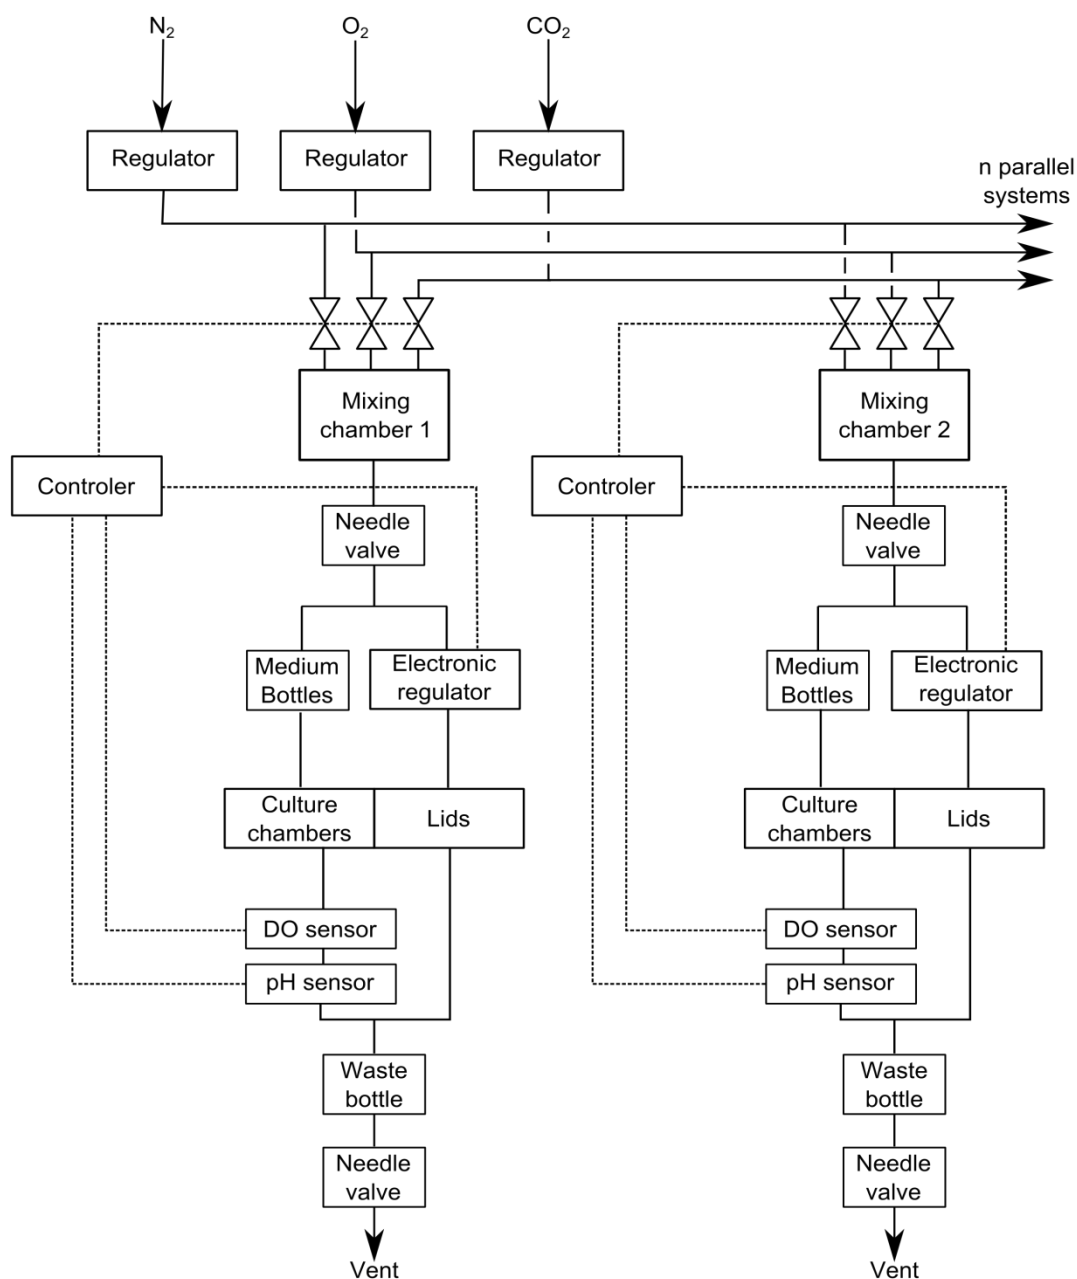 N₂
O₂
CO₂
Regulator
Regulator
Regulator
n parallel
systems
Mixing
chamber 1
Mixing
chamber 2
Controler
Controler
Needle
valve
Needle
valve
Medium
Bottles
Electronic
regulator
Medium
Bottles
Electronic
regulator
Culture
chambers
Lids
Culture
chambers
Lids
DO sensor
DO sensor
pH sensor
pH sensor
Waste
bottle
Waste
bottle
Needle
valve
Needle
valve
Vent
Vent